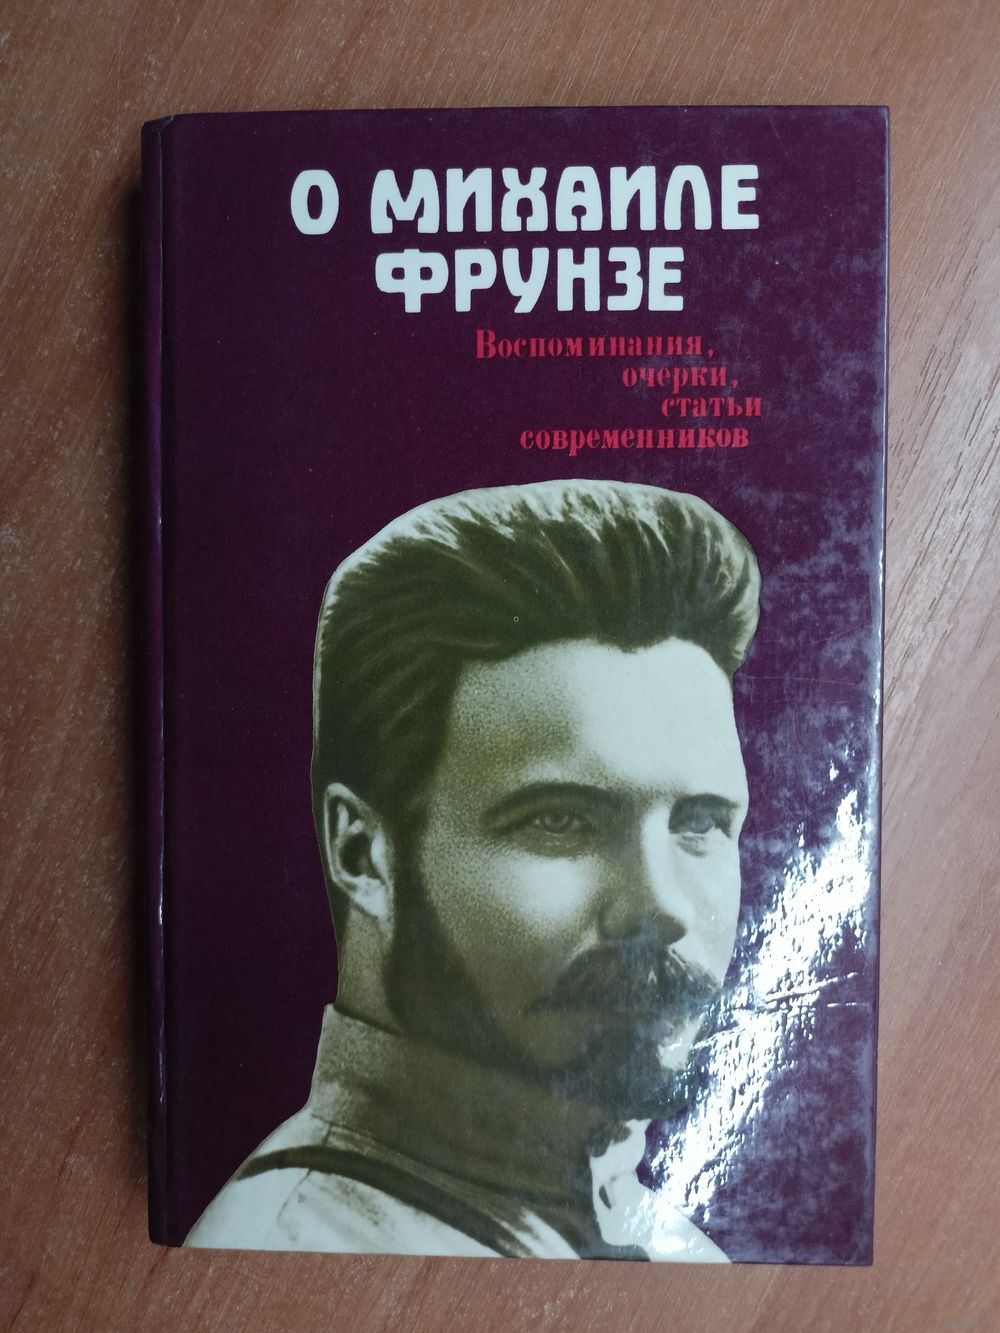 О МИХАИЛЕ
ФРУНЗЕ
Воспоминания,
очерки,
статьи
современников